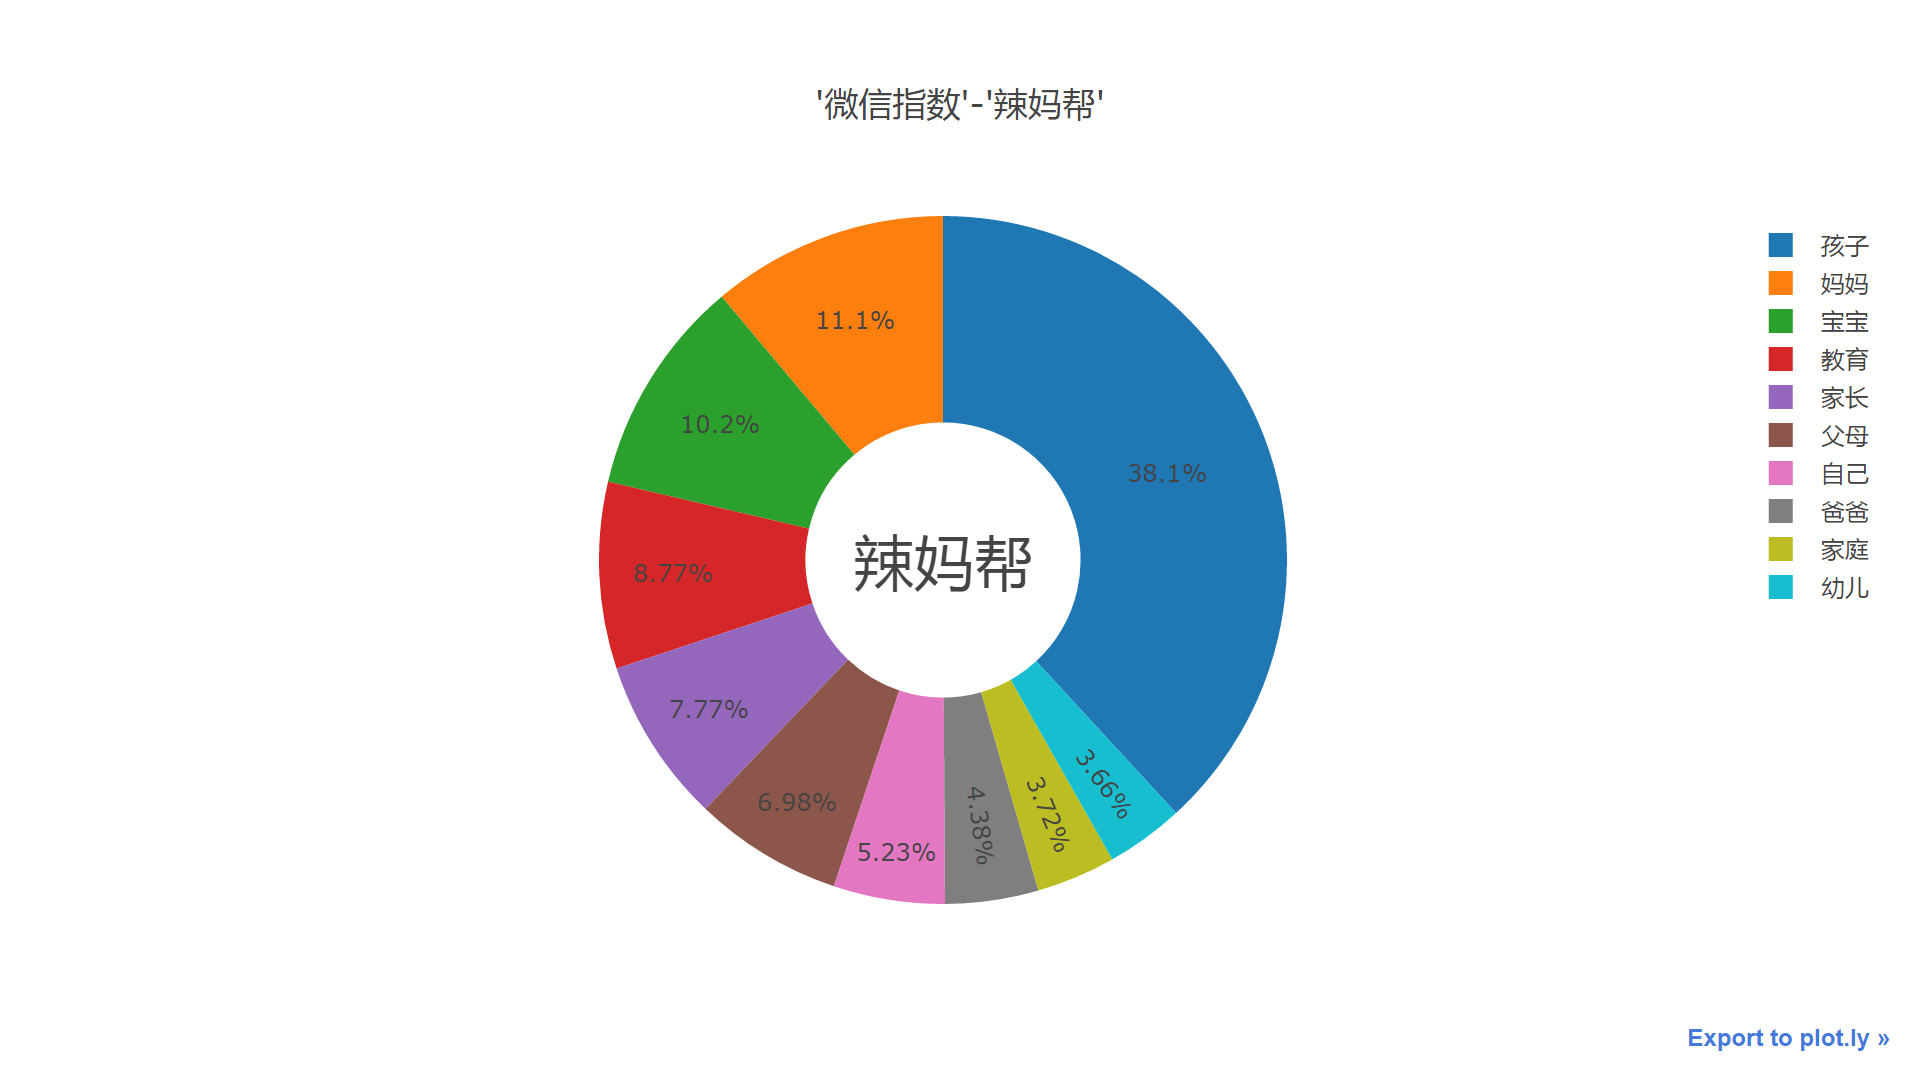 '微信指数'-'辣妈帮'
11.1%
38.1%
10.2%
8.77%
7.77%
6.98%
5.23%
4.38%
3.72%
3.66%
辣妈帮
孩子
妈妈
宝宝
教育
家长
父母
自己
爸爸
家庭
幼儿
Export to plot.ly »